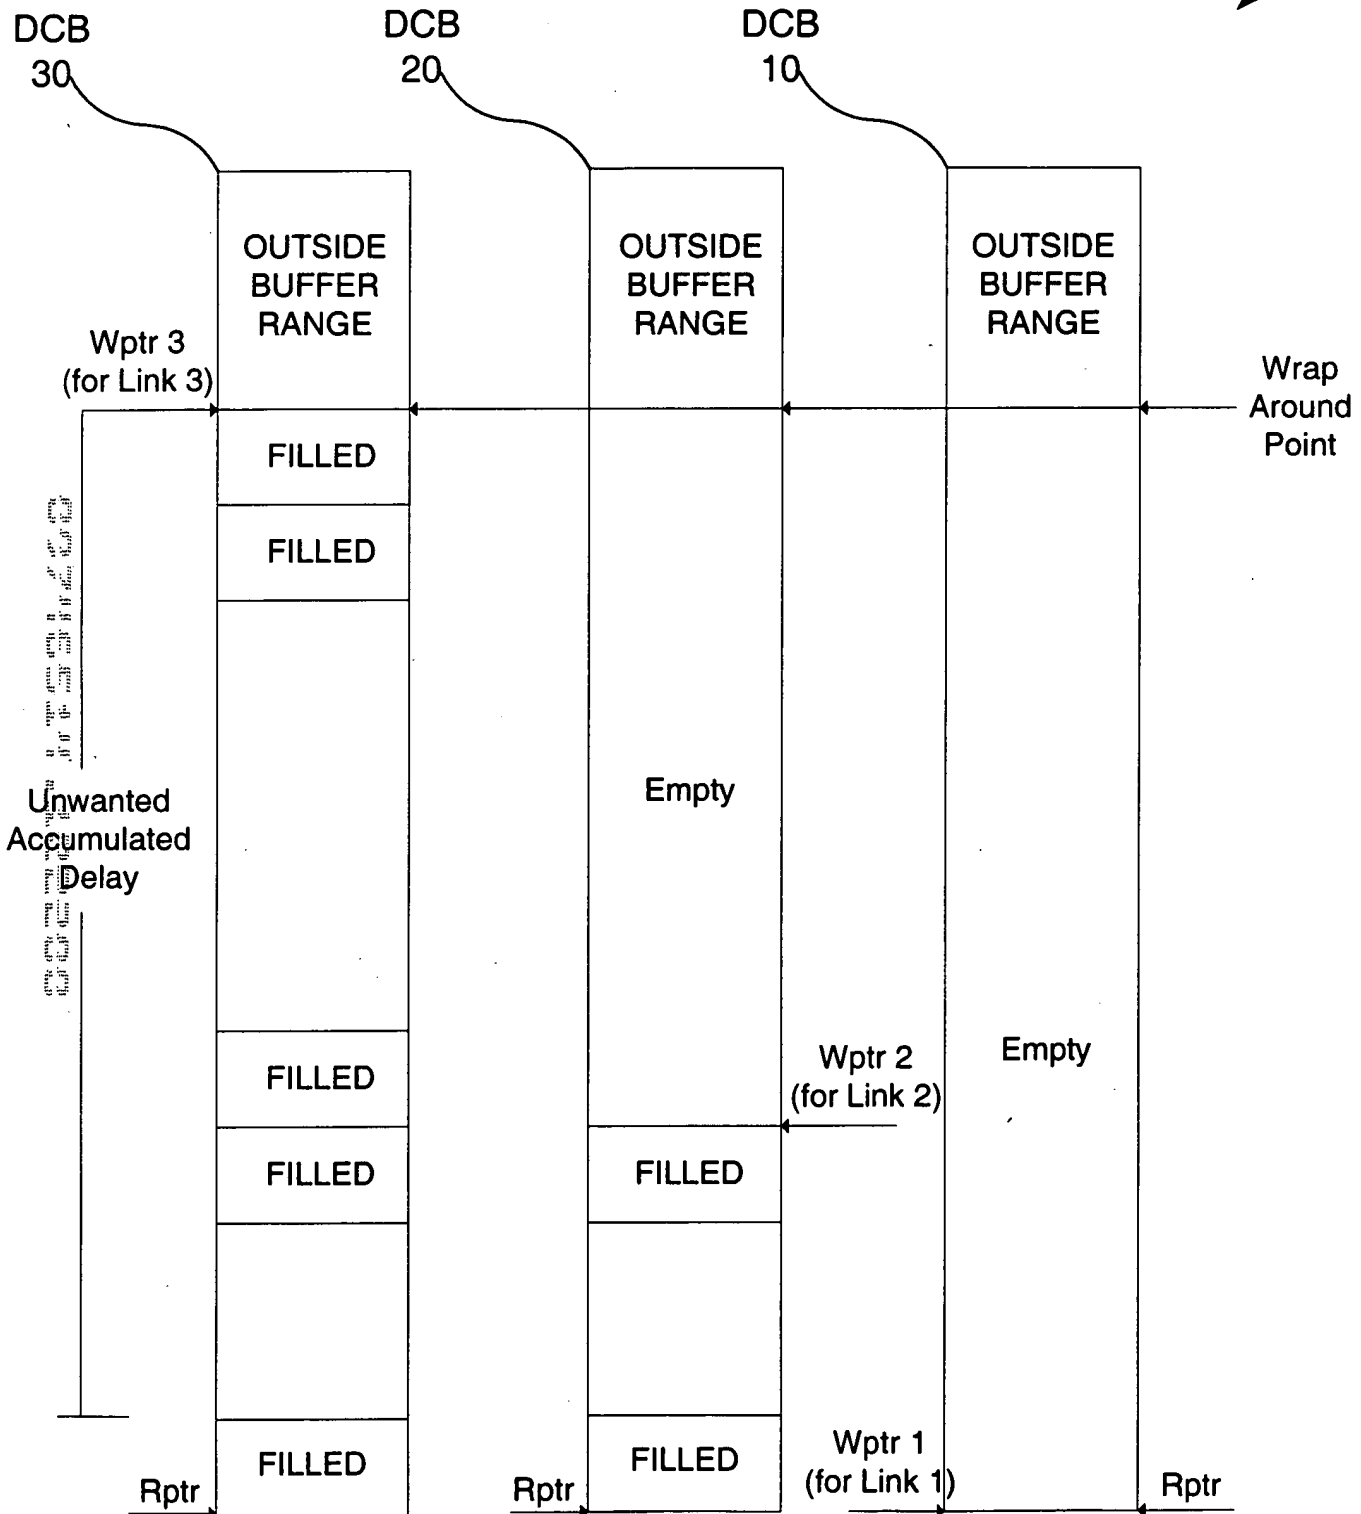 DCB
30
DCB
20
DCB
10
OUTSIDE
BUFFER
RANGE
OUTSIDE
BUFFER
RANGE
OUTSIDE
BUFFER
RANGE
Wptr 3
(for Link 3)
Wrap
Around
Point
FILLED
FILLED
Unwanted
Accumulated
Delay
Empty
Empty
Wptr 2
(for Link 2)
FILLED
FILLED
FILLED
FILLED
FILLED
Wptr 1
(for Link 1)
Rptr
Rptr
Rptr